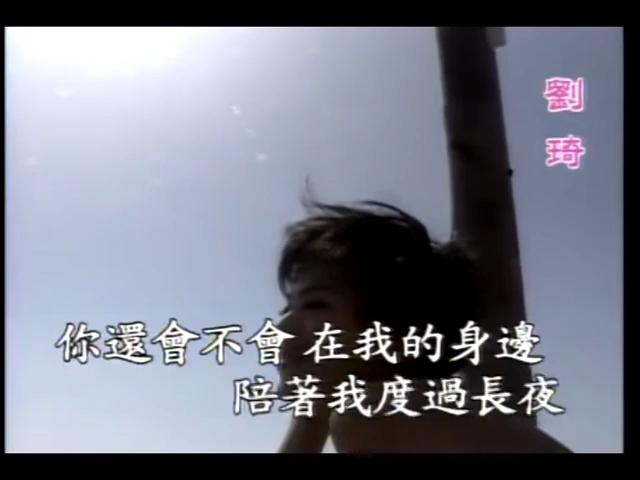 劉琦
你還會不會 在我的身邊
陪著我度過長夜